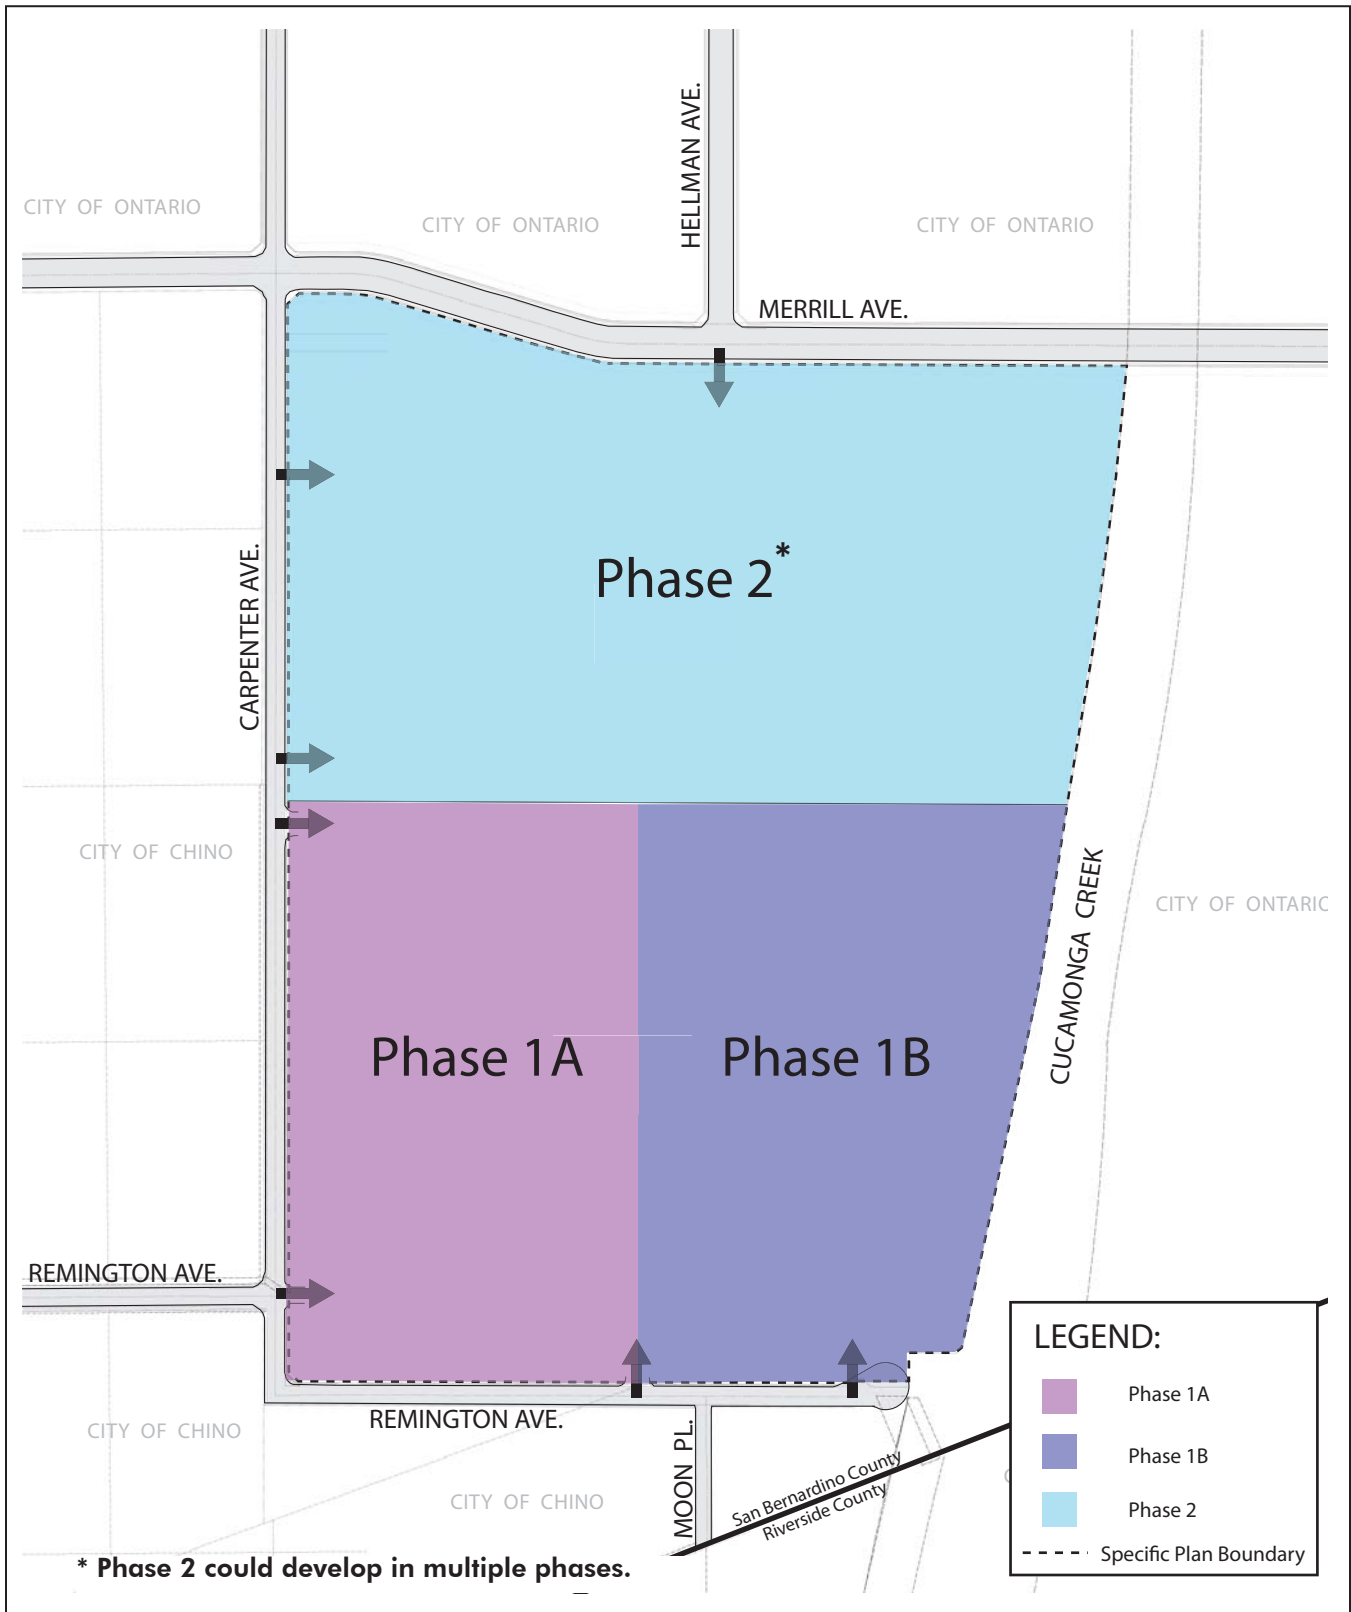 HELLMAN AVE.
CITY OF ONTARIO
CITY OF ONTARIO
CITY OF ONTARIO
MERRILL AVE.
Phase 2*
CARPENTER AVE.
CITY OF CHINO
CUCAMONGA CREEK
CITY OF ONTARIO
Phase 1A
Phase 1B
REMINGTON AVE.
REMINGTON AVE.
CITY OF CHINO
MOON PL.
CITY OF CHINO
San Bernardino County
Riverside County
LEGEND:
Phase 1A
Phase 1B
Phase 2
Specific Plan Boundary
* Phase 2 could develop in multiple phases.